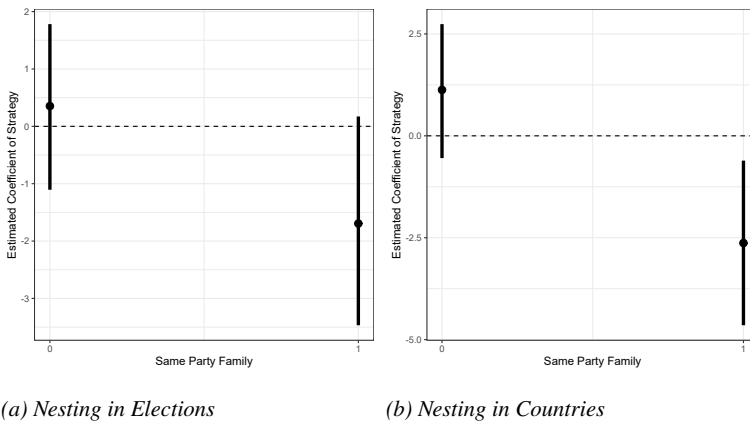 2
1
0
-1
-2
-3
Estimated Coefficient of Strategy
0
1
Same Party Family
2.5
0.0
-2.5
-5.0
Estimated Coefficient of Strategy
0
1
Same Party Family
(a) Nesting in Elections
(b) Nesting in Countries